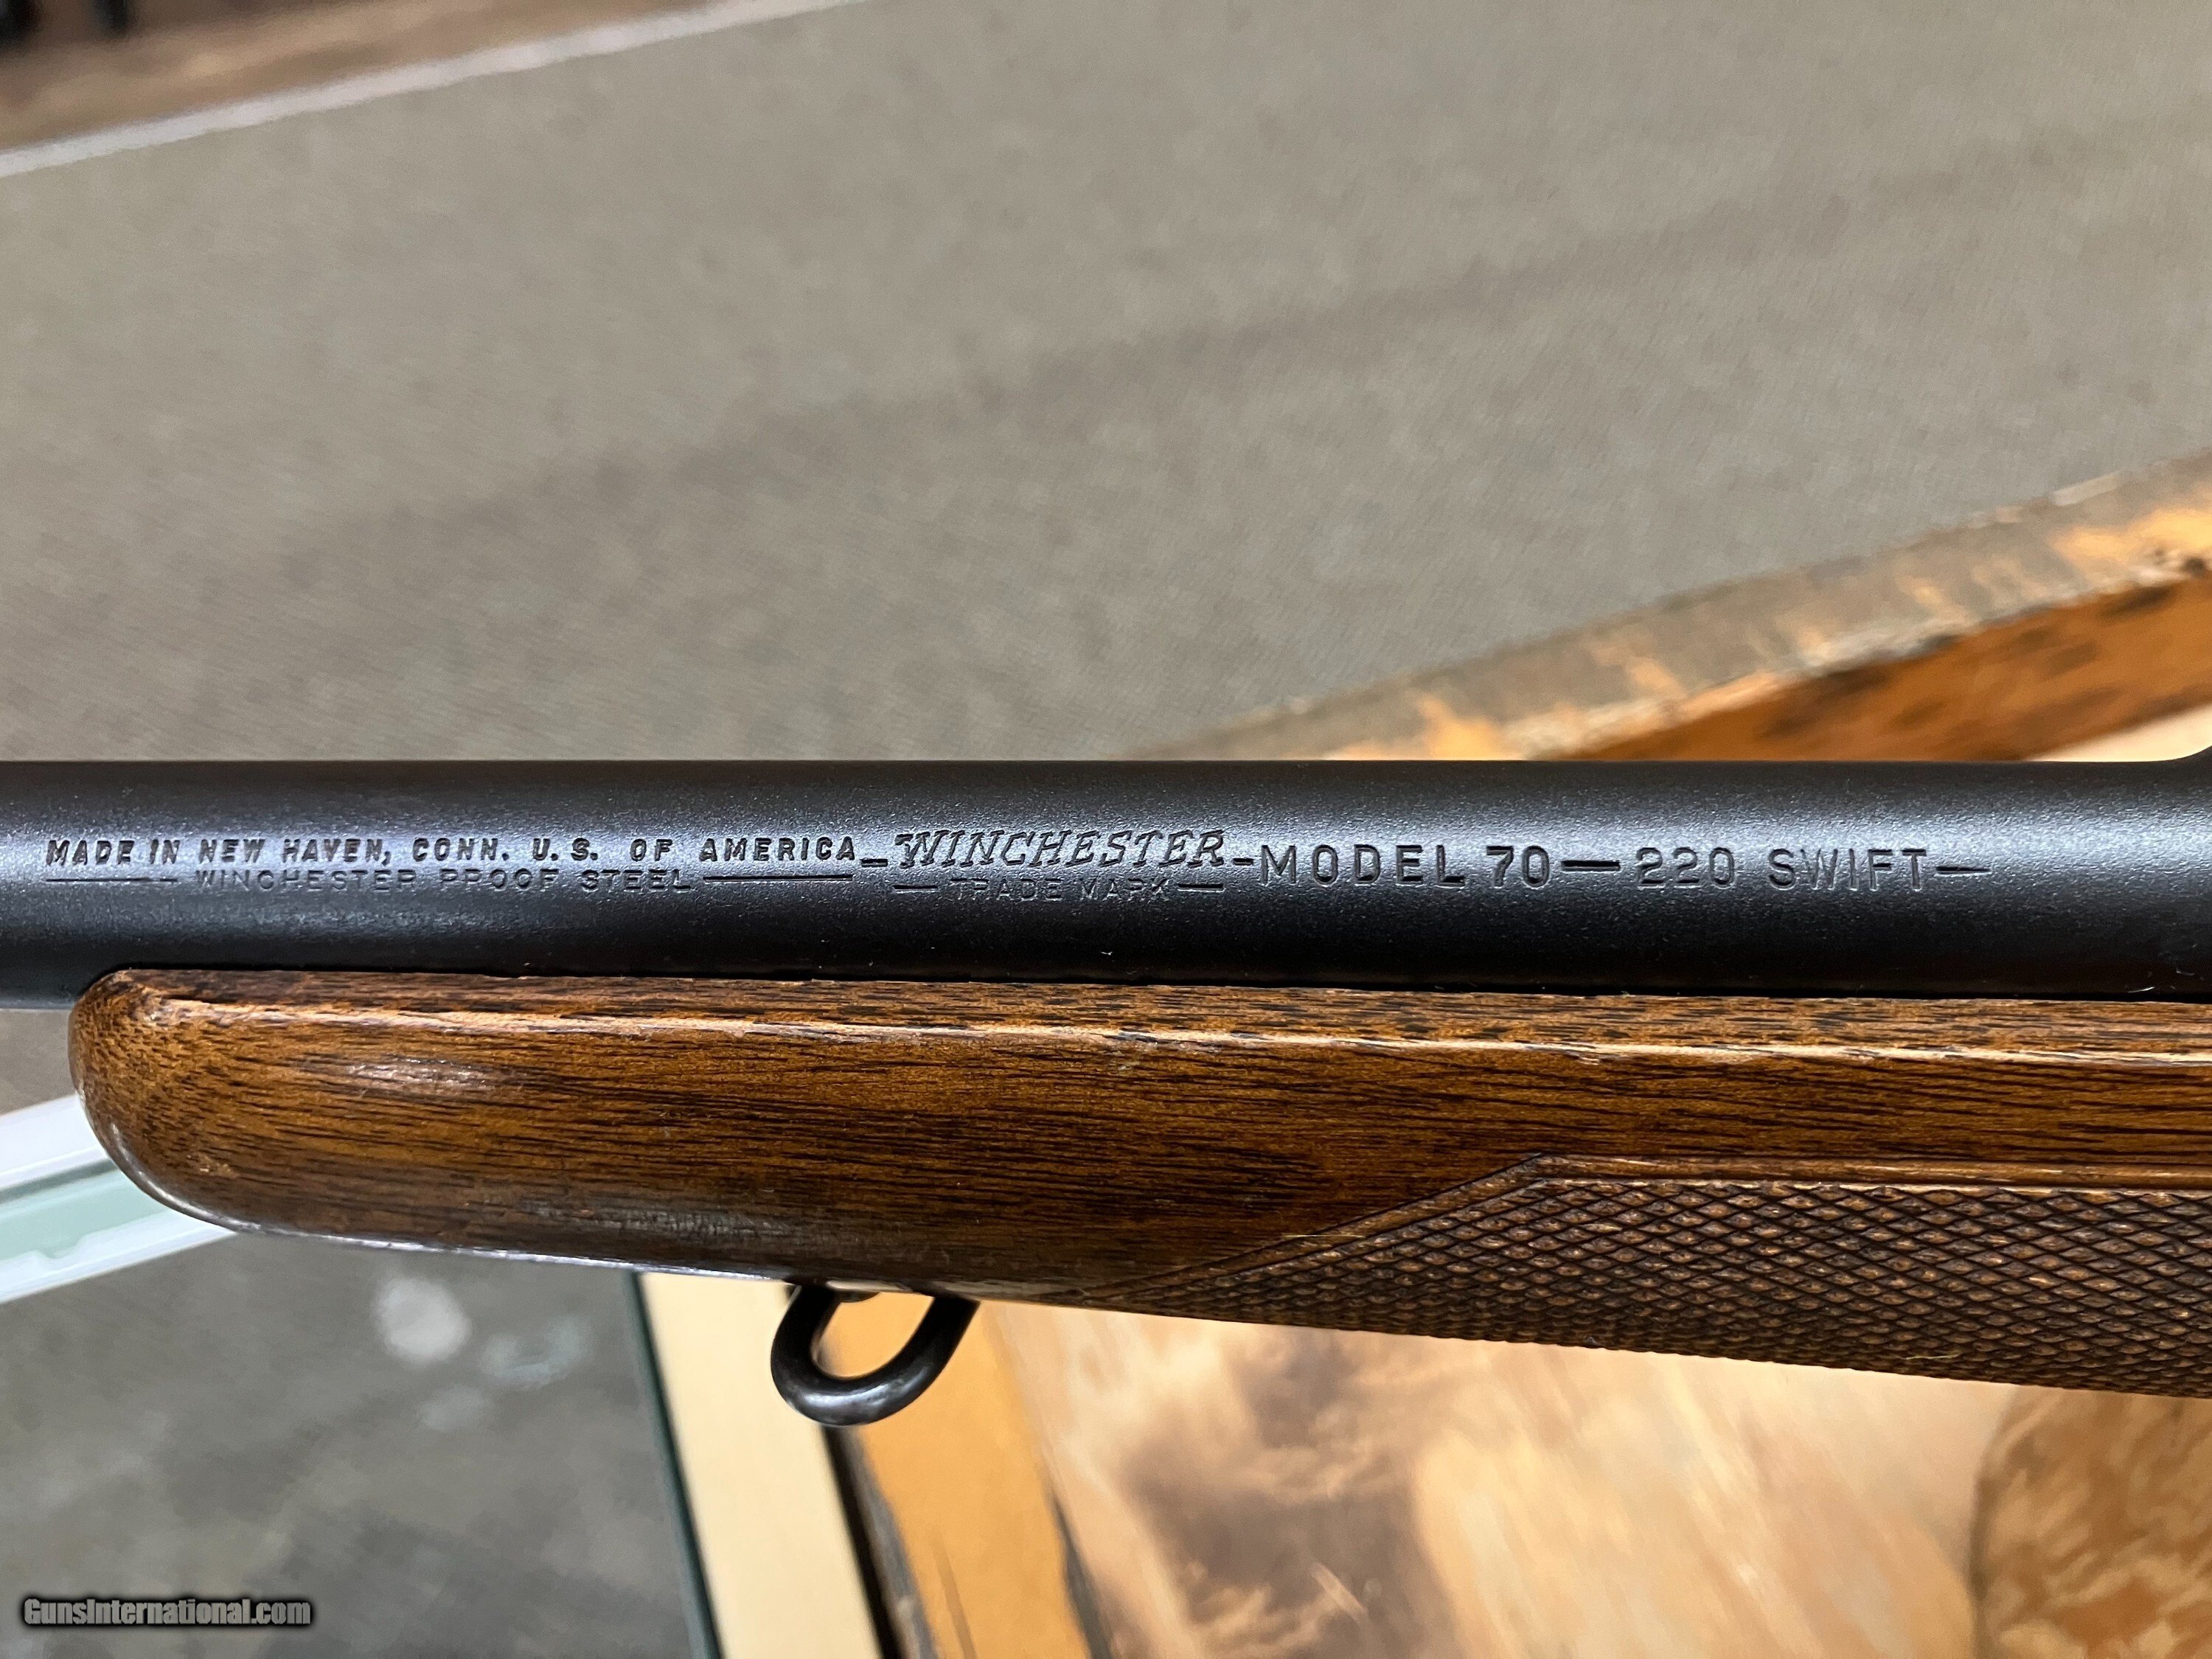 MADE IN NEW HAVEN, CONN. U.S. OF AMERICA — WINCHESTER — MODEL 70 — 220 SWIFT —
— WINCHESTER PROOF STEEL — — TRADE MARK —
GunsInternational.com